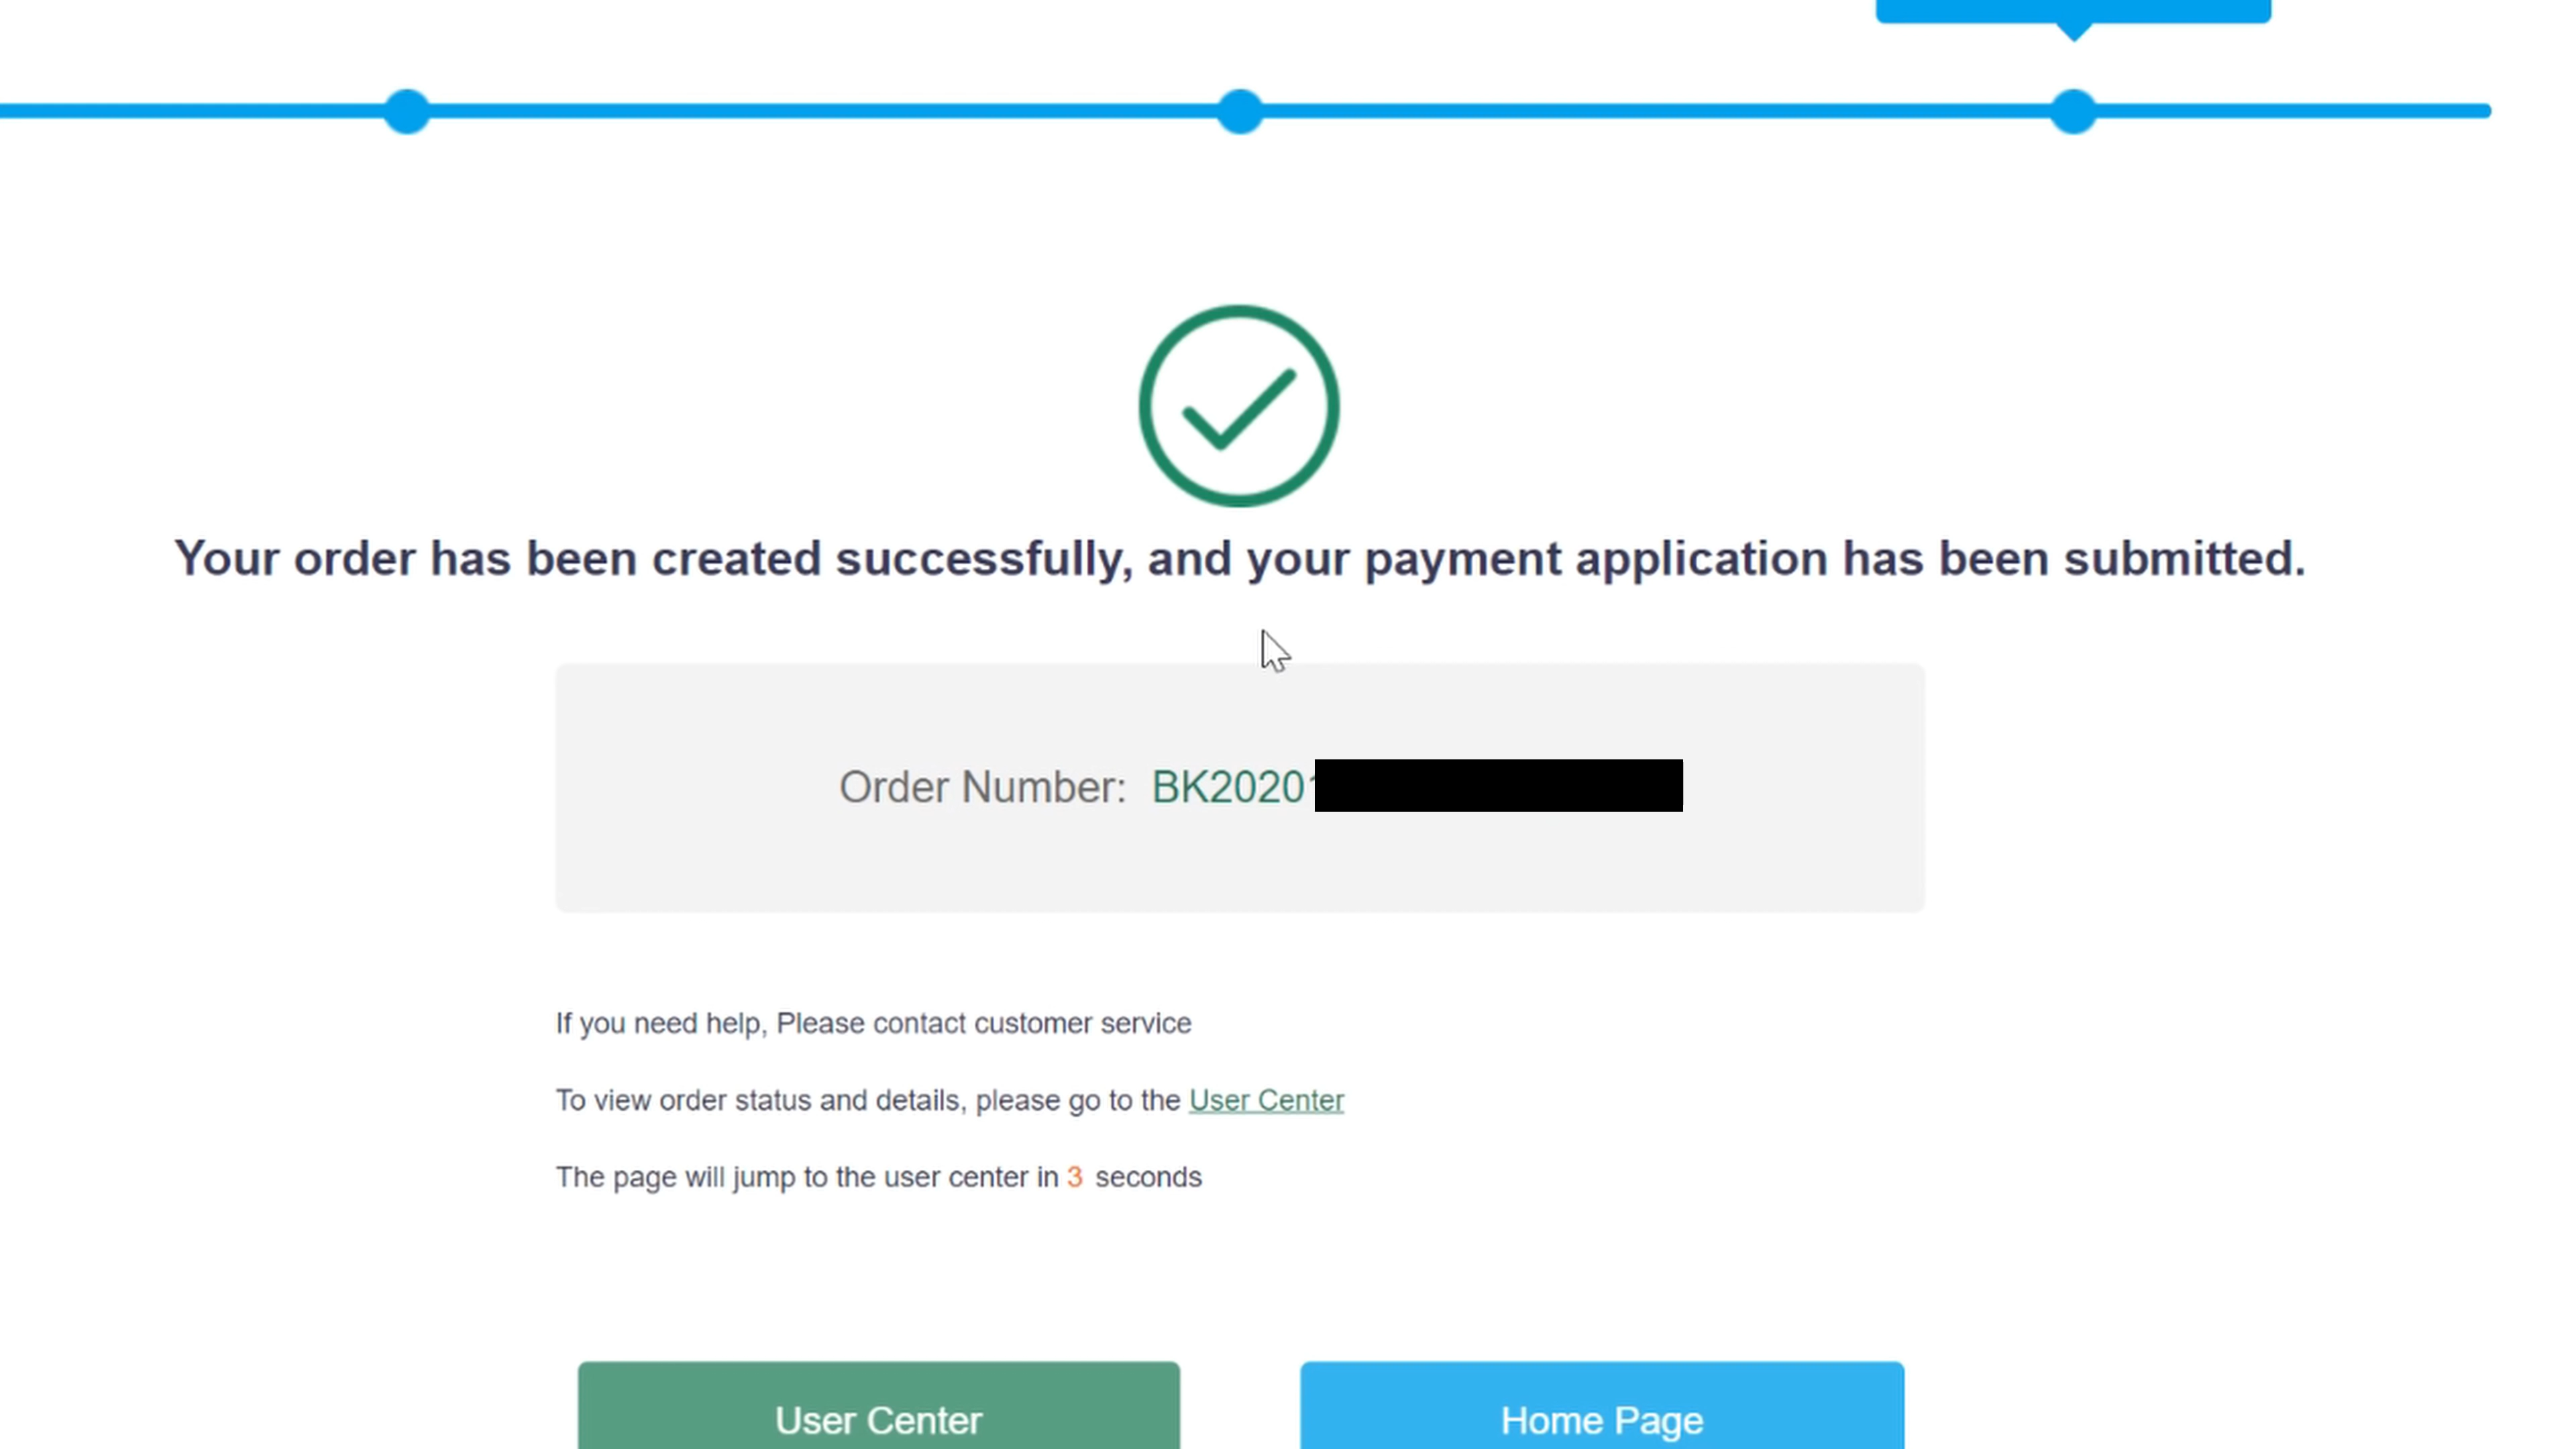 Your order has been created successfully, and your payment application has been submitted.
Order Number: BK2020
If you need help, Please contact customer service
To view order status and details, please go to the User Center
The page will jump to the user center in 3 seconds
User Center
Home Page